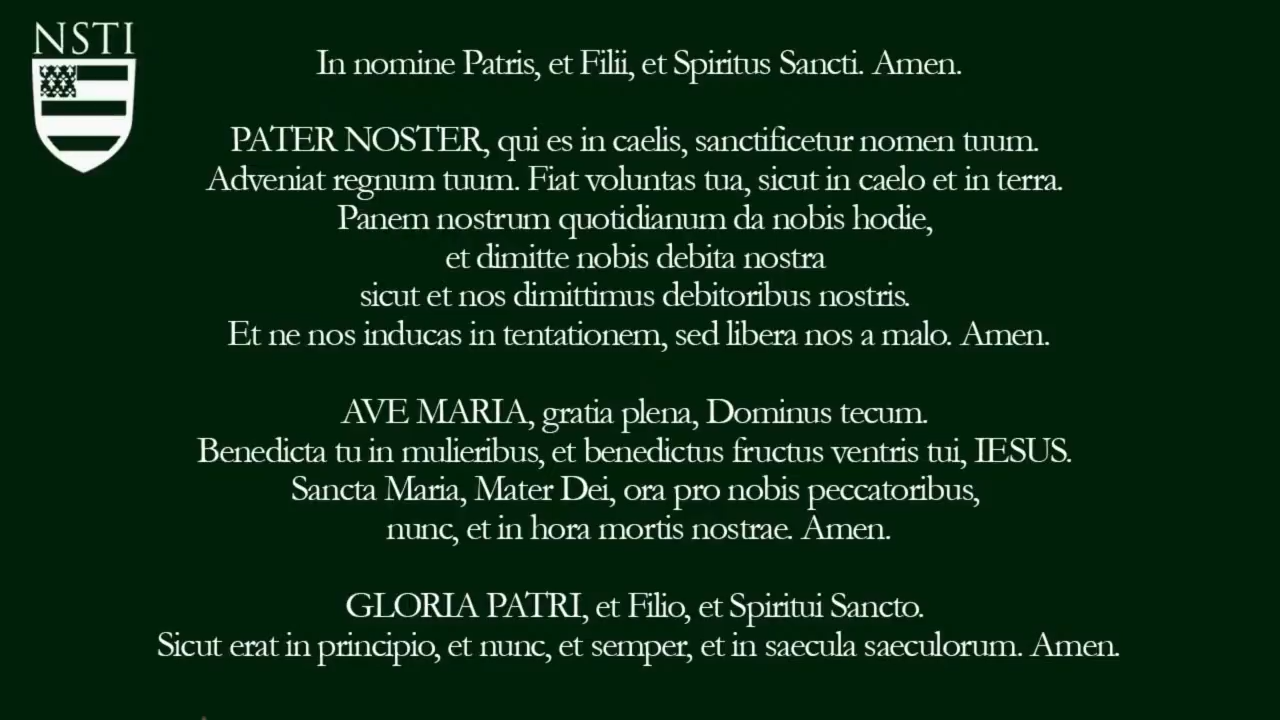 NSTI
In nomine Patris, et Filii, et Spiritus Sancti. Amen.
PATER NOSTER, qui es in caelis, sanctificetur nomen tuum.
Adveniat regnum tuum. Fiat voluntas tua, sicut in caelo et in terra.
Panem nostrum quotidianum da nobis hodie,
et dimitte nobis debita nostra
sicut et nos dimittimus debitoribus nostris.
Et ne nos inducas in tentationem, sed libera nos a malo. Amen.
AVE MARIA, gratia plena, Dominus tecum.
Benedicta tu in mulieribus, et benedictus fructus ventris tui, IESUS.
Sancta Maria, Mater Dei, ora pro nobis peccatoribus,
nunc, et in hora mortis nostrae. Amen.
GLORIA PATRI, et Filio, et Spiritui Sancto.
Sicut erat in principio, et nunc, et semper, et in saecula saeculorum. Amen.